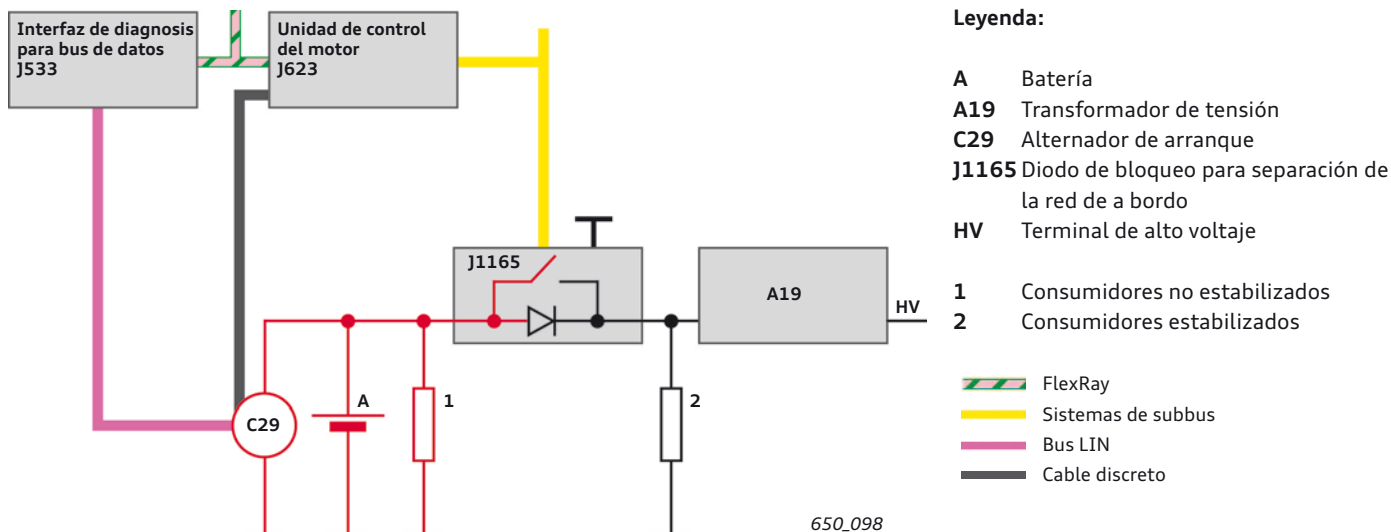 Interfaz de diagnosis
para bus de datos
J533
Unidad de control
del motor
J623
J1165
A19
HV
C29
A
1
2
650_098
Leyenda:
A Batería
A19 Transformador de tensión
C29 Alternador de arranque
J1165 Diodo de bloqueo para separación de
la red de a bordo
HV Terminal de alto voltaje
1 Consumidores no estabilizados
2 Consumidores estabilizados
FlexRay
Sistemas de subbus
Bus LIN
Cable discreto